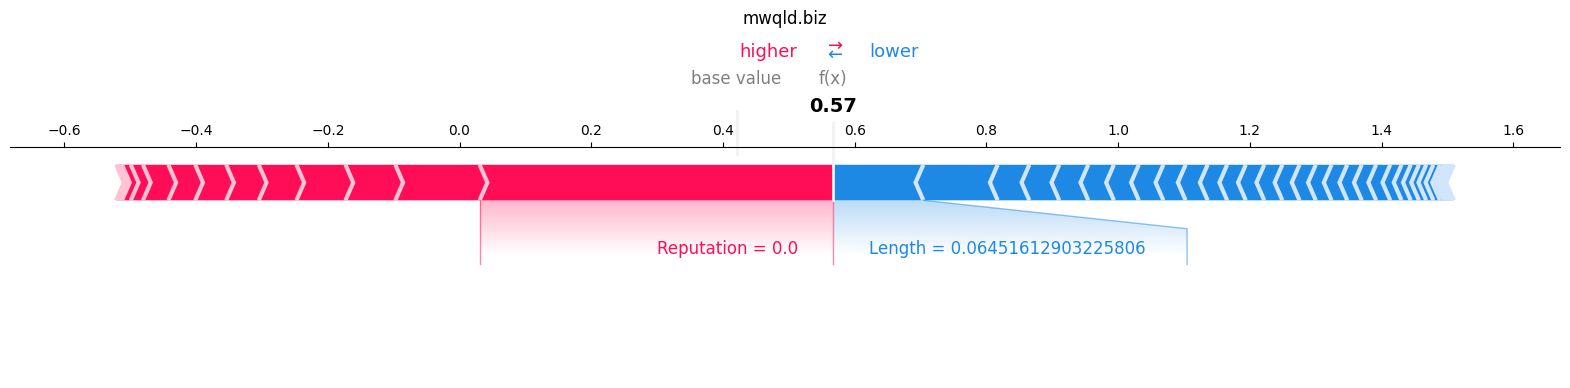 mwqld.biz
higher ⇄ lower
base value f(x)
0.57
−0.6 −0.4 −0.2 0.0 0.2 0.4 0.6 0.8 1.0 1.2 1.4 1.6
Reputation = 0.0 Length = 0.06451612903225806